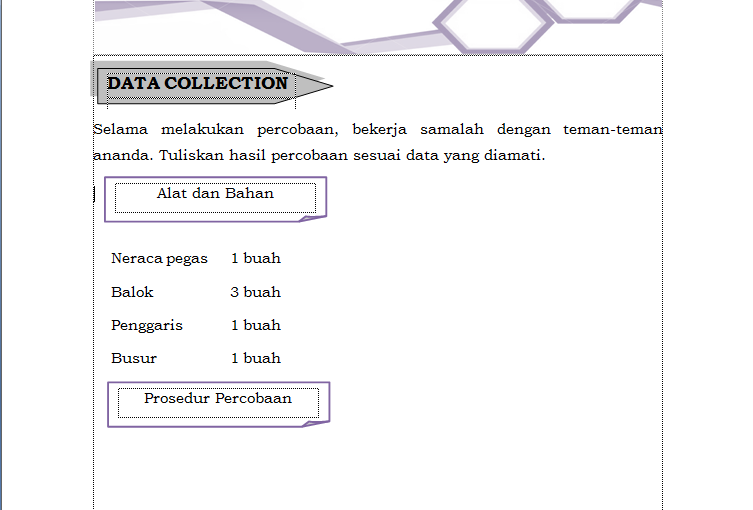 DATA COLLECTION
Selama melakukan percobaan, bekerja samalah dengan teman-teman
ananda. Tuliskan hasil percobaan sesuai data yang diamati.
Alat dan Bahan
Neraca pegas 1 buah
Balok 3 buah
Penggaris 1 buah
Busur 1 buah
Prosedur Percobaan